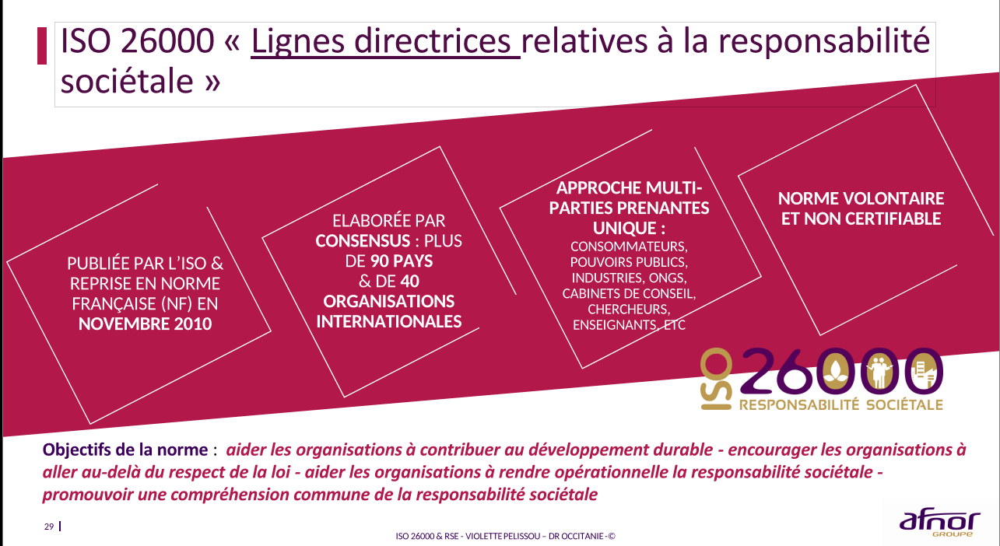 ISO 26000 « Lignes directrices relatives à la responsabilité
sociétale »
PUBLIÉE PAR L’ISO &
REPRISE EN NORME
FRANÇAISE (NF) EN
NOVEMBRE 2010
ELABORÉE PAR
CONSENSUS : PLUS
DE 90 PAYS
& DE 40
ORGANISATIONS
INTERNATIONALES
APPROCHE MULTI-
PARTIES PRENANTES
UNIQUE :
CONSOMMATEURS,
POUVOIRS PUBLICS,
INDUSTRIES, ONGS,
CABINETS DE CONSEIL,
CHERCHEURS,
ENSEIGNANTS, ETC
NORME VOLONTAIRE
ET NON CERTIFIABLE
ISO 26000
RESPONSABILITÉ SOCIÉTALE
Objectifs de la norme : aider les organisations à contribuer au développement durable - encourager les organisations à
aller au-delà du respect de la loi - aider les organisations à rendre opérationnelle la responsabilité sociétale -
promouvoir une compréhension commune de la responsabilité sociétale
29
ISO 26000 & RSE - VIOLETTE PELISSOU – DR OCCITANIE -©
afnor
GROUPE